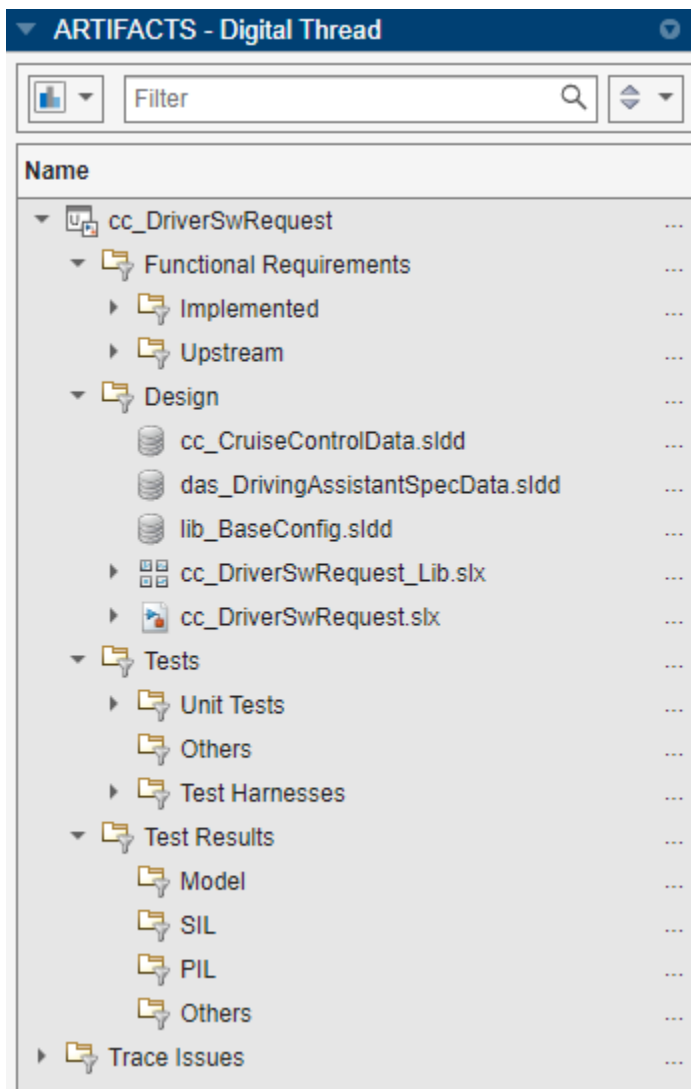 ARTIFACTS - Digital Thread
Filter
Name
cc_DriverSwRequest ...
Functional Requirements ...
Implemented ...
Upstream ...
Design ...
cc_CruiseControlData.sldd ...
das_DrivingAssistantSpecData.sldd ...
lib_BaseConfig.sldd ...
cc_DriverSwRequest_Lib.slx ...
cc_DriverSwRequest.slx ...
Tests ...
Unit Tests ...
Others ...
Test Harnesses ...
Test Results ...
Model ...
SIL ...
PIL ...
Others ...
Trace Issues ...